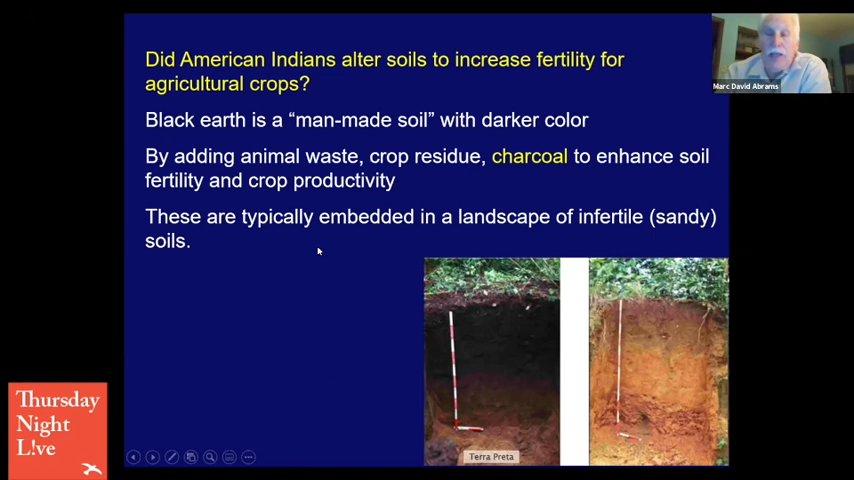 Did American Indians alter soils to increase fertility for
agricultural crops?
Marc David Abrams
Black earth is a “man-made soil” with darker color
By adding animal waste, crop residue, charcoal to enhance soil
fertility and crop productivity
These are typically embedded in a landscape of infertile (sandy)
soils.
Terra Preta
Thursday
Night
L!ve